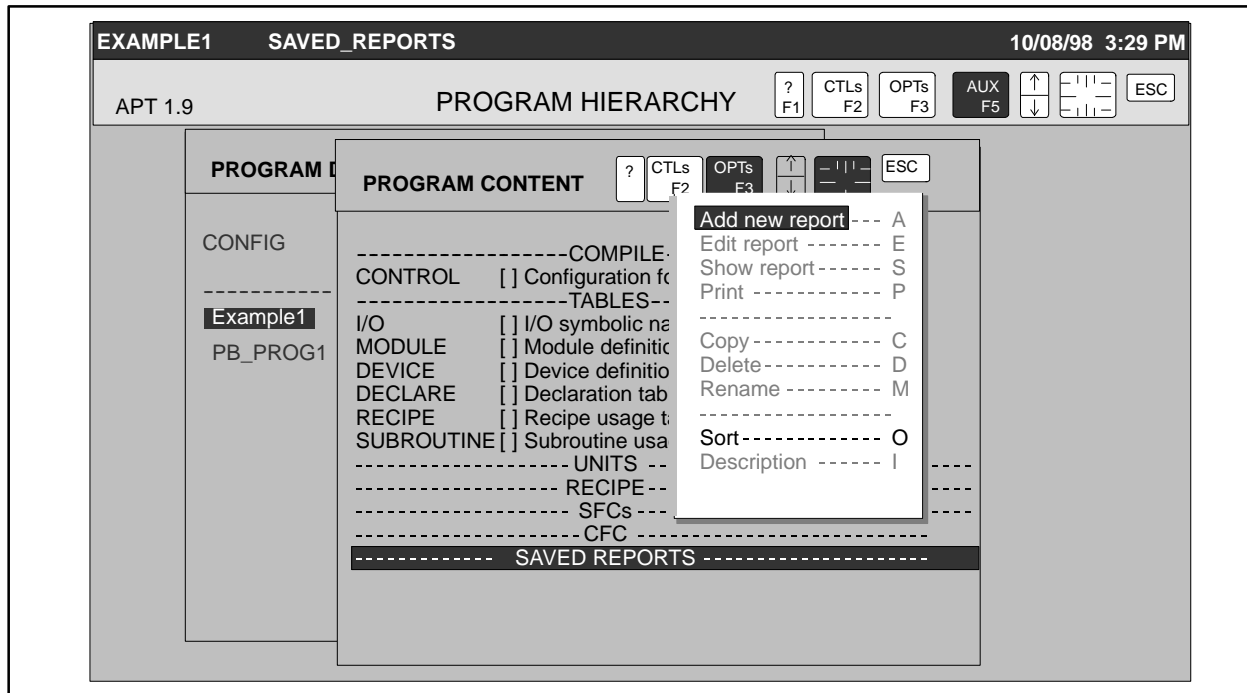 EXAMPLE1 SAVED_REPORTS 10/08/98 3:29 PM
APT 1.9 PROGRAM HIERARCHY ? F1 CTLs F2 OPTs F3 AUX F5 ESC
PROGRAM
PROGRAM CONTENT ? CTLs F2 OPTs F3 ESC
CONFIG
Example1
PB_PROG1
------------------COMPILE-
CONTROL [ ] Configuration fo
------------------TABLES--
I/O [ ] I/O symbolic na
MODULE [ ] Module definitio
DEVICE [ ] Device definitio
DECLARE [ ] Declaration tab
RECIPE [ ] Recipe usage ta
SUBROUTINE [ ] Subroutine usa
------------------ UNITS -- ----
------------------ RECIPE-- ----
------------------ SFCs --- ----
-------------------CFC -------------------------
------------ SAVED REPORTS --------------------
Add new report --- A
Edit report ------- E
Show report ------ S
Print ----------- P
-----------------
Copy----------- C
Delete---------- D
Rename --------- M
-----------------
Sort------------ O
Description ------ I